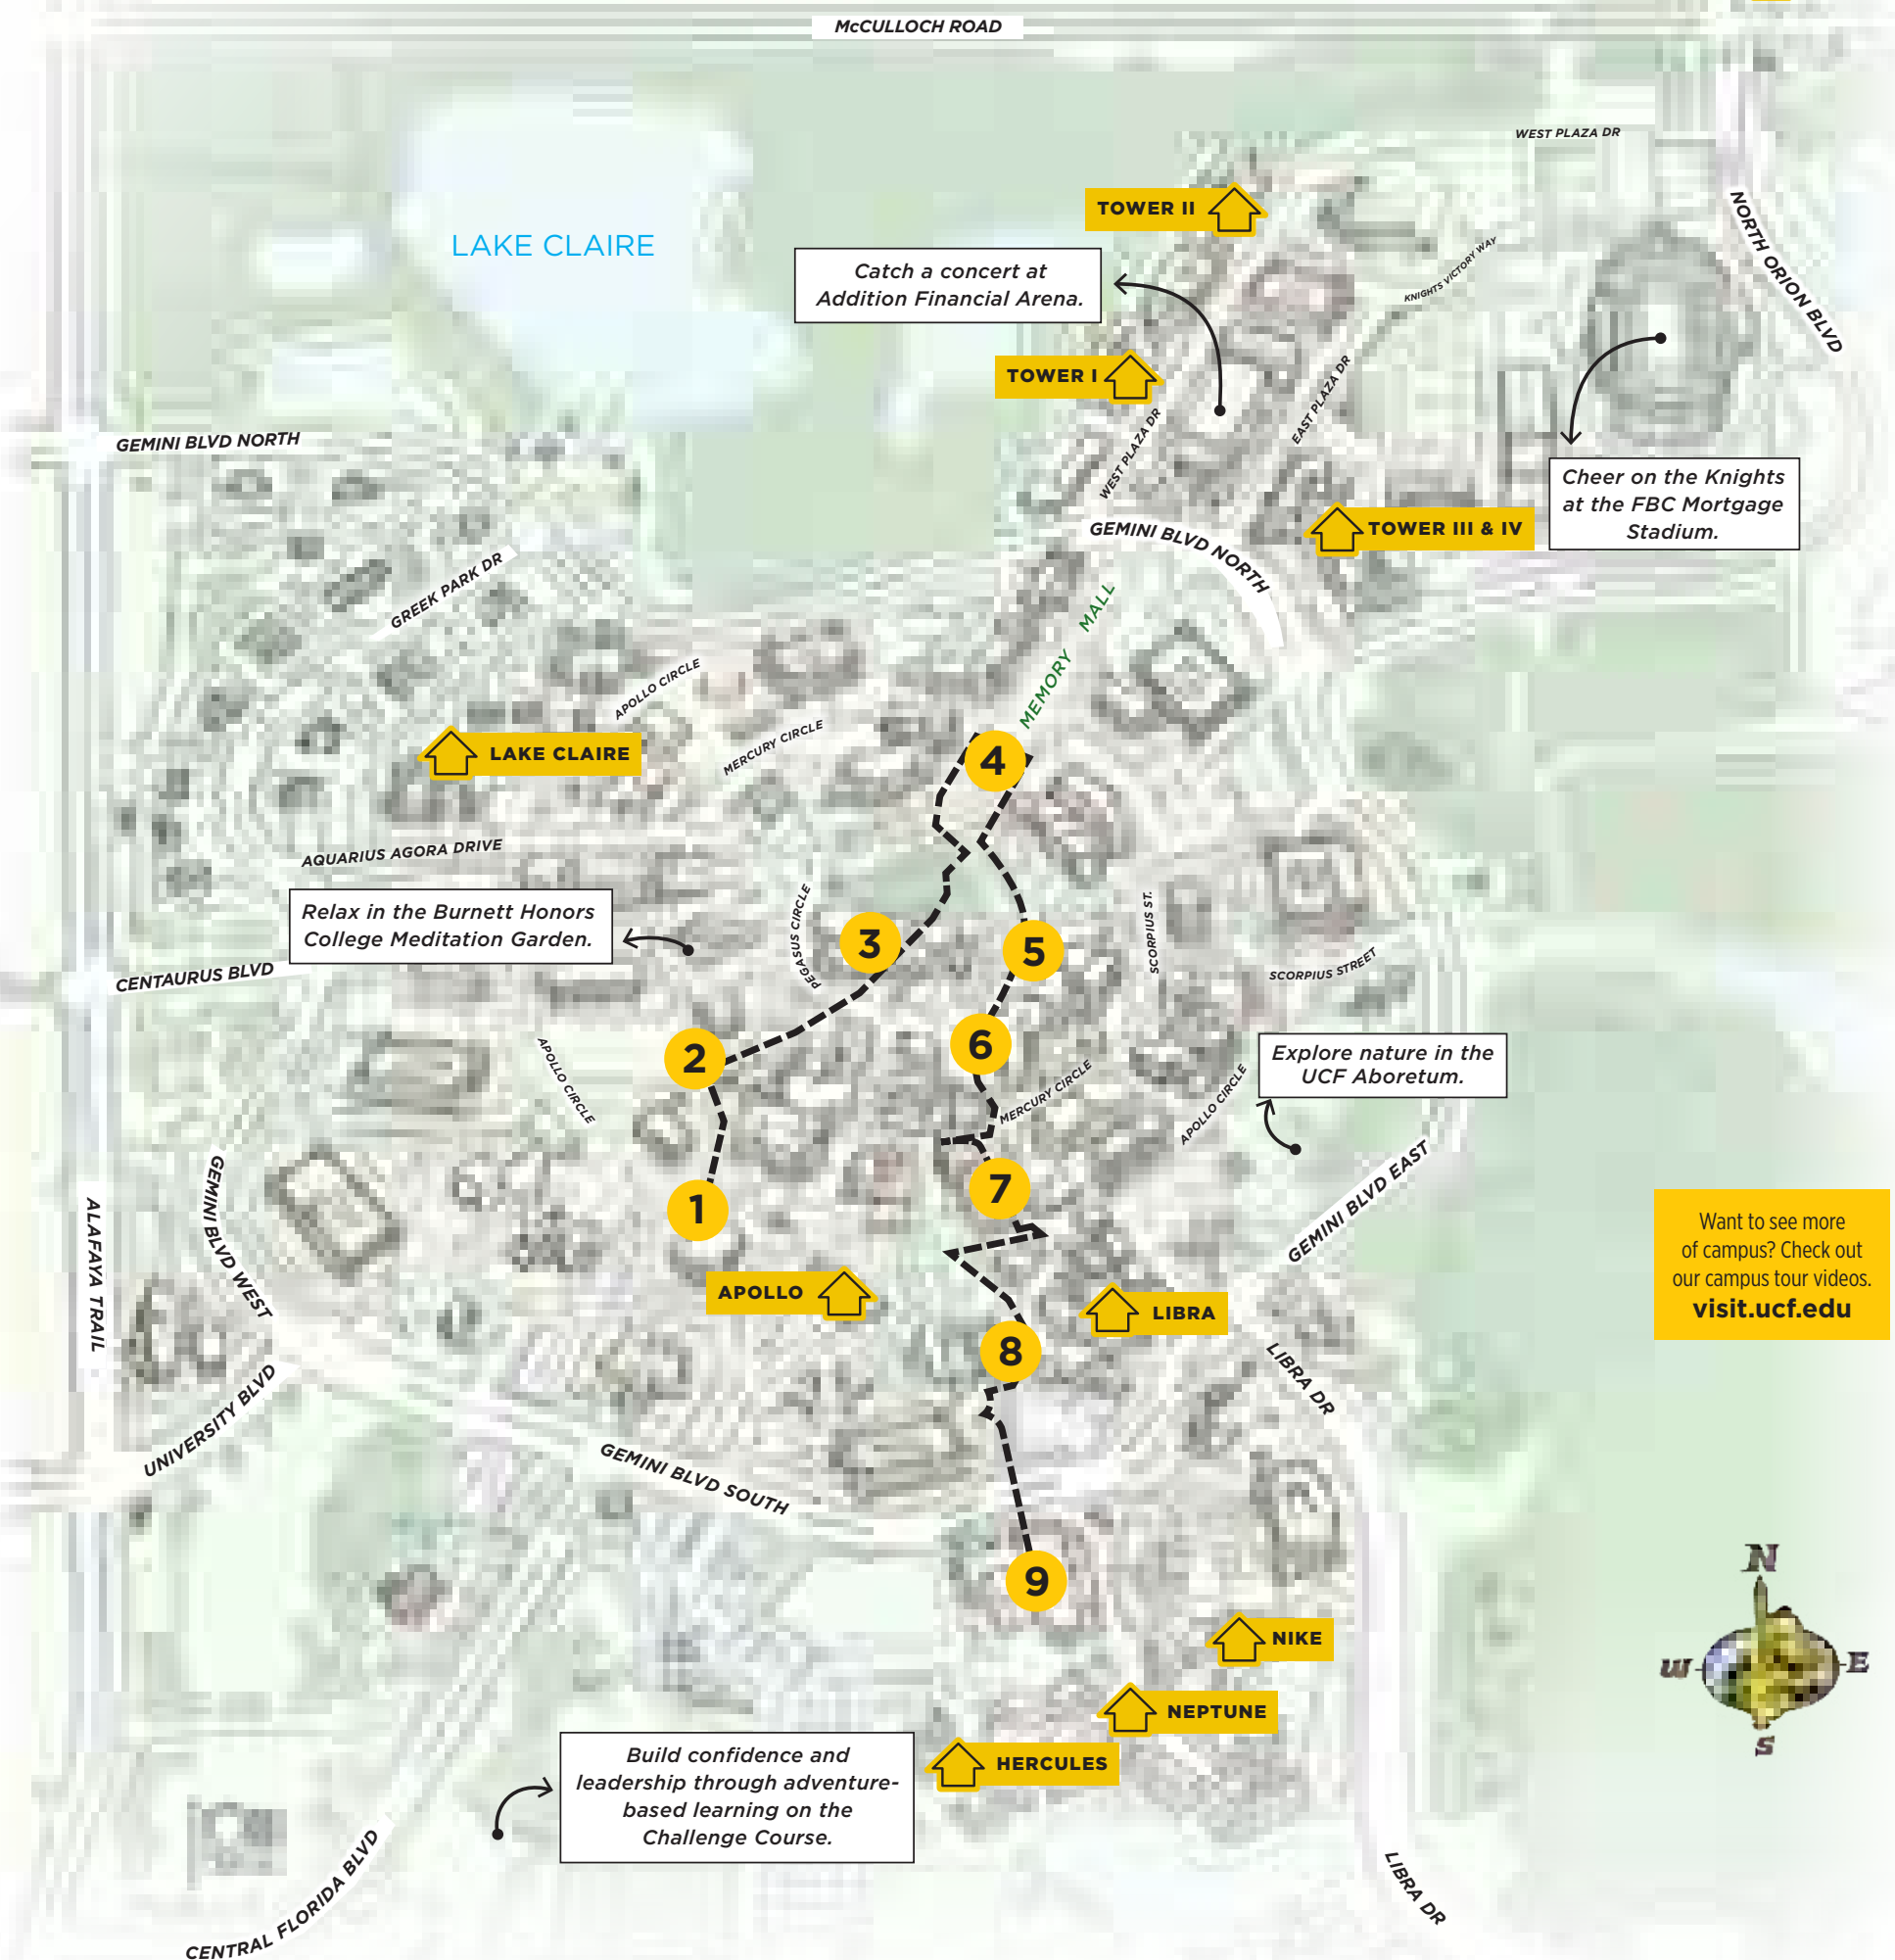 McCULLOCH ROAD
WEST PLAZA DR
TOWER II
NORTH ORION BLVD
LAKE CLAIRE
Catch a concert at
Addition Financial Arena.
KNIGHTS VICTORY WAY
TOWER I
EAST PLAZA DR
WEST PLAZA DR
GEMINI BLVD NORTH
Cheer on the Knights
at the FBC Mortgage
Stadium.
GEMINI BLVD NORTH
TOWER III & IV
GREEK PARK DR
MEMORY MALL
APOLLO CIRCLE
MERCURY CIRCLE
LAKE CLAIRE
4
AQUARIUS AGORA DRIVE
Relax in the Burnett Honors
College Meditation Garden.
PEGASUS CIRCLE
3
5
SCORPIUS ST.
SCORPIUS STREET
CENTAURUS BLVD
2
6
APOLLO CIRCLE
MERCURY CIRCLE
APOLLO CIRCLE
Explore nature in the
UCF Aboretum.
GEMINI BLVD EAST
ALAFAYA TRAIL
GEMINI BLVD WEST
1
7
Want to see more
of campus? Check out
our campus tour videos.
visit.ucf.edu
APOLLO
LIBRA
8
LIBRA DR
UNIVERSITY BLVD
GEMINI BLVD SOUTH
9
N
W
E
S
NIKE
NEPTUNE
HERCULES
Build confidence and
leadership through adventure-
based learning on the
Challenge Course.
CENTRAL FLORIDA BLVD
LIBRA DR